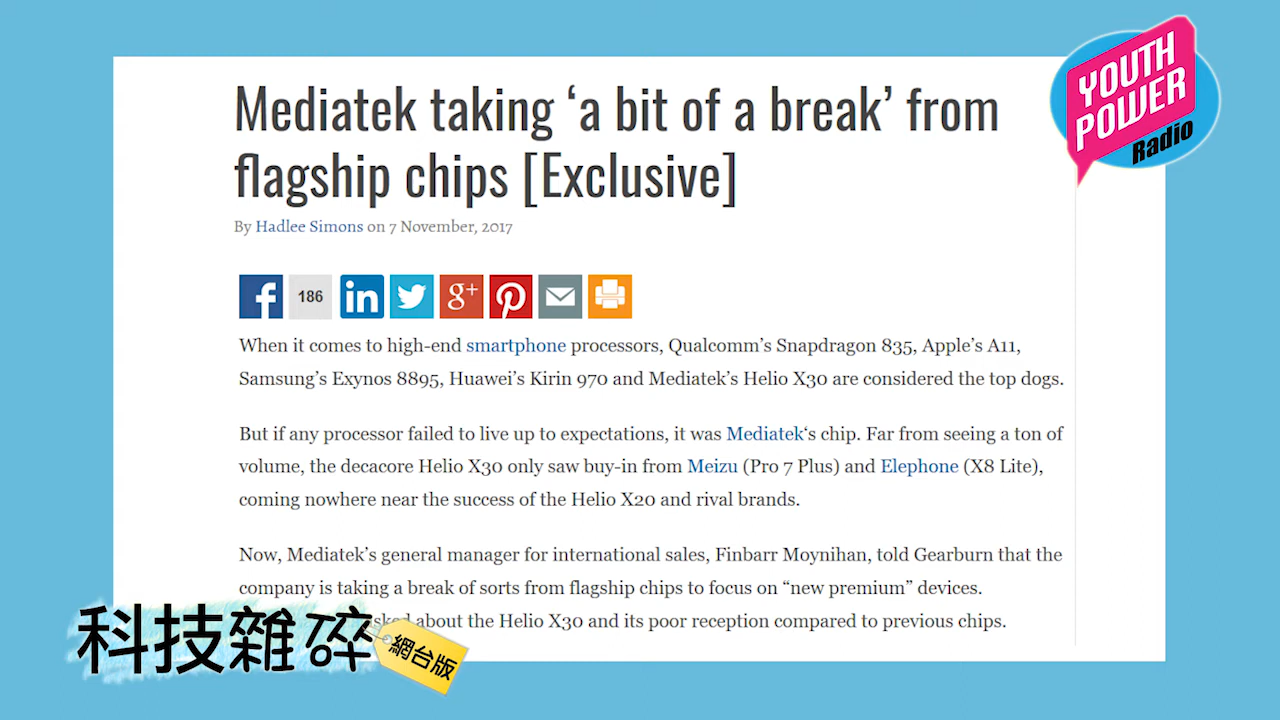 Mediatek taking ‘a bit of a break’ from
flagship chips [Exclusive]
By Hadlee Simons on 7 November, 2017
YOUTH
POWER
Radio
186
When it comes to high-end smartphone processors, Qualcomm’s Snapdragon 835, Apple’s A11,
Samsung’s Exynos 8895, Huawei’s Kirin 970 and Mediatek’s Helio X30 are considered the top dogs.
But if any processor failed to live up to expectations, it was Mediatek‘s chip. Far from seeing a ton of
volume, the decacore Helio X30 only saw buy-in from Meizu (Pro 7 Plus) and Elephone (X8 Lite),
coming nowhere near the success of the Helio X20 and rival brands.
Now, Mediatek’s general manager for international sales, Finbarr Moynihan, told Gearburn that the
company is taking a break of sorts from flagship chips to focus on “new premium” devices.
about the Helio X30 and its poor reception compared to previous chips.
科技雜碎
網台版